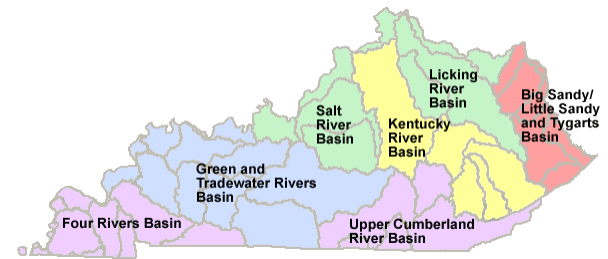 Licking
River
Basin
Big Sandy/
Little Sandy
and Tygarts
Basin
Salt
River
Basin
Kentucky
River
Basin
Green and
Tradewater Rivers
Basin
Four Rivers Basin
Upper Cumberland
River Basin